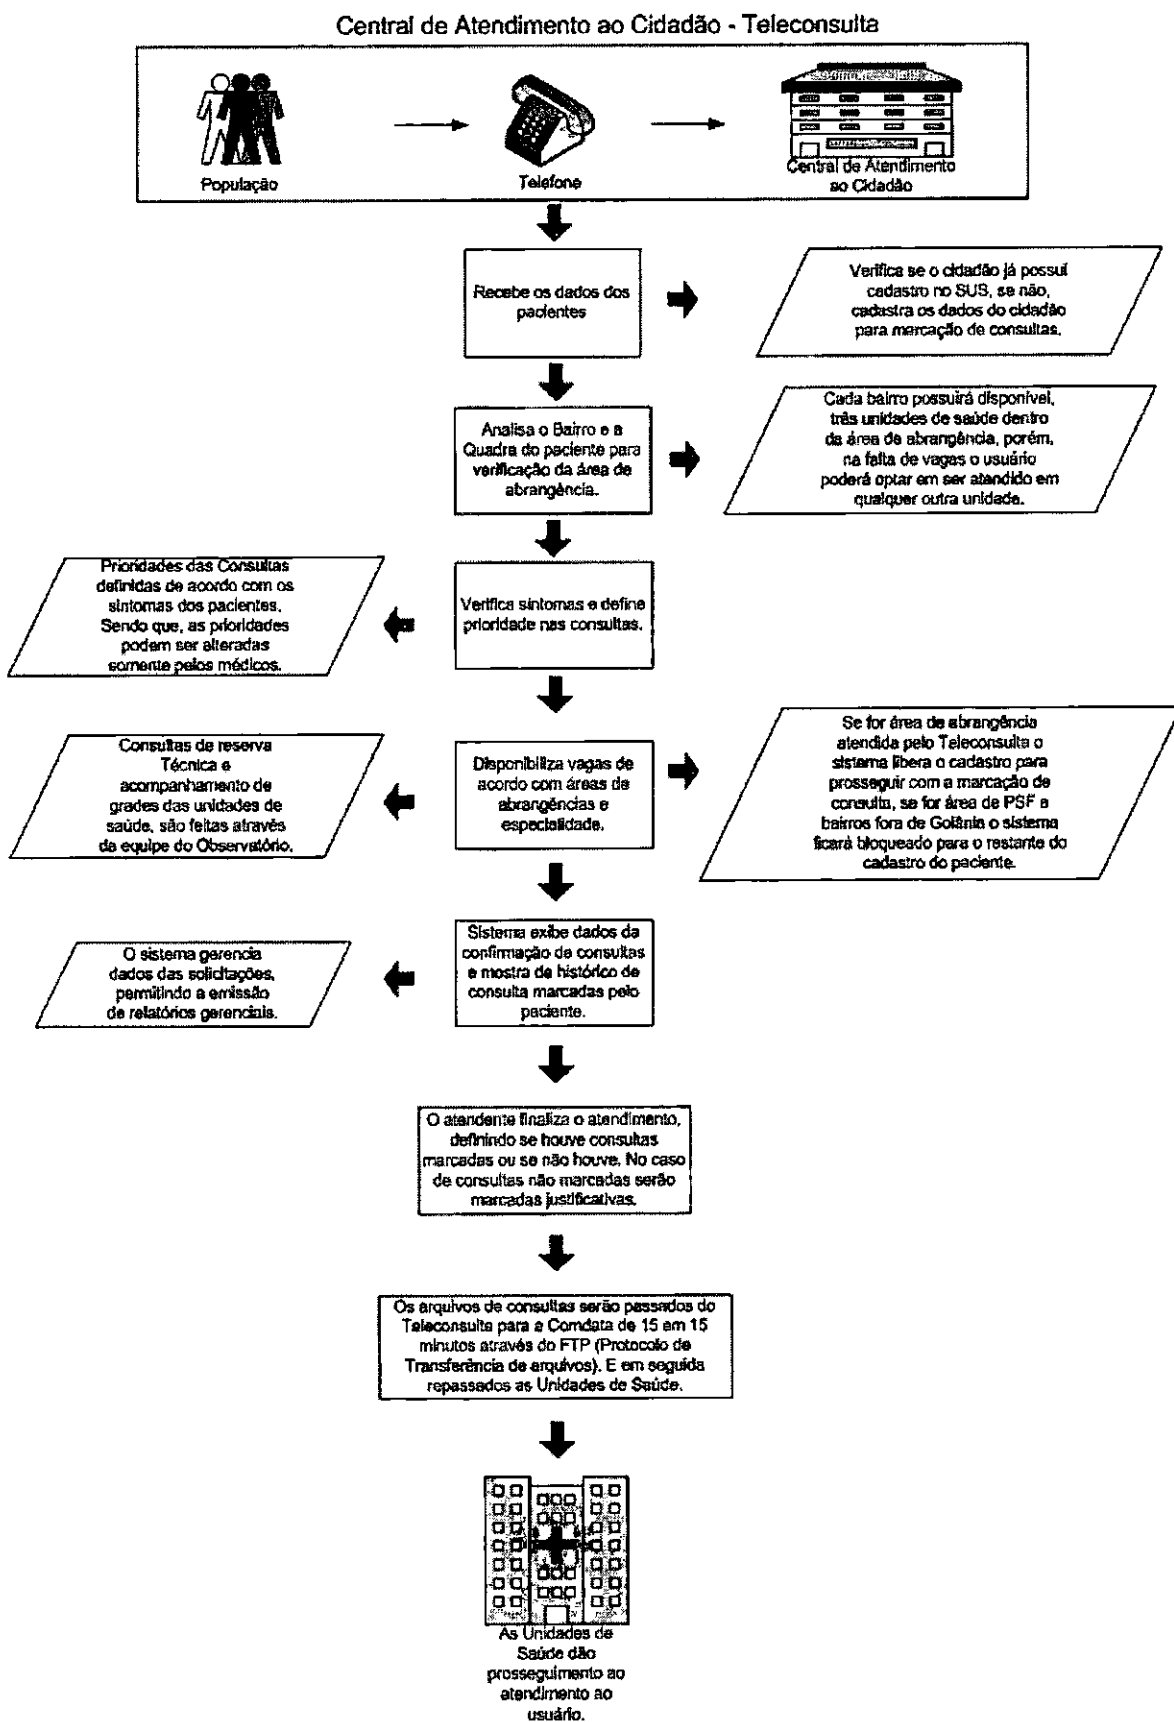 Central de Atendimento ao Cidadão - Teleconsulta
População
Telefone
Central de Atendimento
ao Cidadão
Recebe os dados dos
pacientes
Verifica se o cidadão já possui
cadastro no SUS, se não,
cadastra os dados do cidadão
para marcação de consultas.
Analisa o Bairro e a
Quadra do paciente para
verificação da área de
abrangência.
Cada bairro possuirá disponível,
três unidades de saúde dentro
da área de abrangência, porém,
na falta de vagas o usuário
poderá optar em ser atendido em
qualquer outra unidade.
Prioridades das Consultas
definidas de acordo com os
sintomas dos pacientes.
Sendo que, as prioridades
podem ser alteradas
somente pelos médicos.
Verifica sintomas e define
prioridade nas consultas.
Consultas de reserva
Técnica e
acompanhamento de
grades das unidades de
saúde, são feitas através
da equipe do Observatório.
Disponibiliza vagas de
acordo com áreas de
abrangências e
especialidade.
Se for área de abrangência
atendida pelo Teleconsulta o
sistema libera o cadastro para
prosseguir com a marcação de
consulta, se for área de PSF e
bairros fora de Goiânia o sistema
ficará bloqueado para o restante do
cadastro do paciente.
O sistema gerencia
dados das solicitações,
permitindo a emissão
de relatórios gerenciais.
Sistema exibe dados da
confirmação de consultas
e mostra de histórico de
consulta marcadas pelo
paciente.
O atendente finaliza o atendimento,
definindo se houve consultas
marcadas ou se não houve. No caso
de consultas não marcadas serão
marcadas justificativas.
Os arquivos de consultas serão passados do
Teleconsulta para a Comdata de 15 em 15
minutos através do FTP (Protocolo de
Transferência de arquivos). E em seguida
repassados as Unidades de Saúde.
As Unidades de
Saúde dão
prosseguimento ao
atendimento ao
usuário.